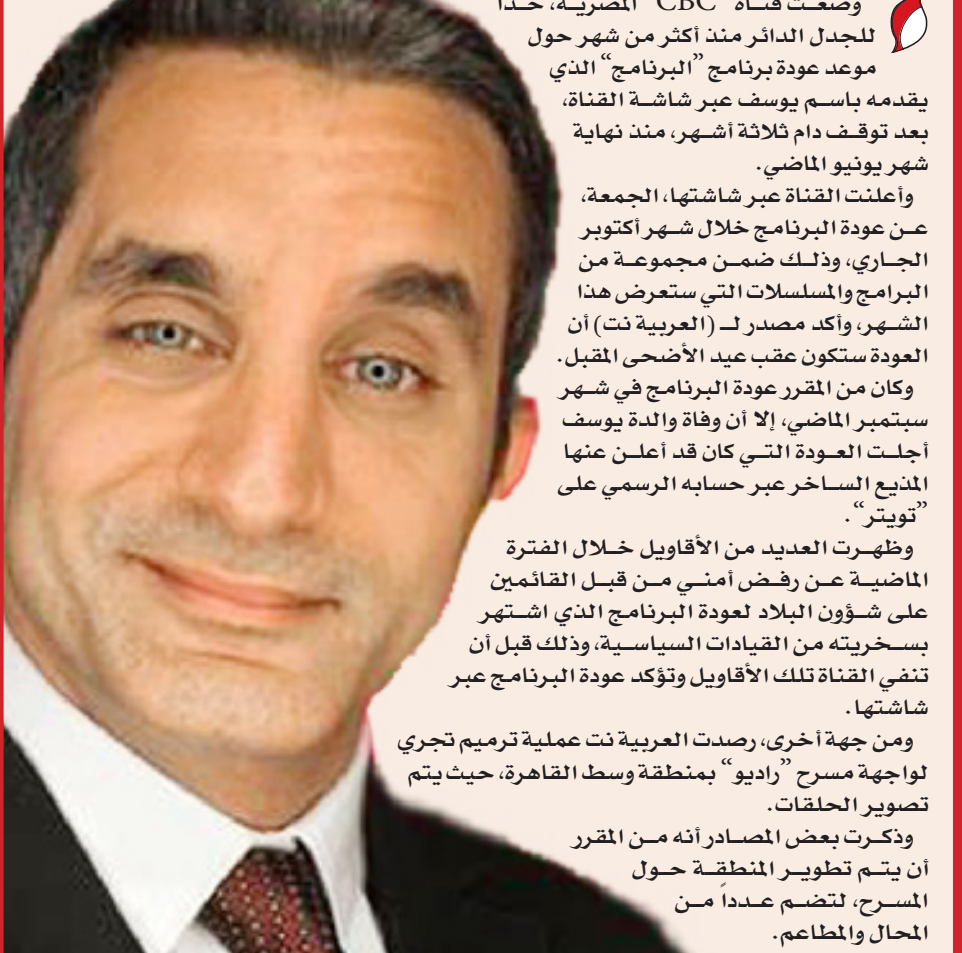 وضعت قناة "CBC" المصرية، حداً
للجدل الدائر منذ أكثر من شهر حول
موعد عودة برنامج "البرنامج" الذي
يقدمه باسم يوسف عبر شاشة القناة،
بعد توقف دام ثلاثة أشهر، منذ نهاية
شهر يونيو الماضي.
وأعلنت القناة عبر شاشتها، الجمعة،
عن عودة البرنامج خلال شهر أكتوبر
الجاري، وذلك ضمن مجموعة من
البرامج والمسلسلات التي ستعرض هذا
الشهر، وأكد مصدر لـ (العربية نت) أن
العودة ستكون عقب عيد الأضحى المقبل.
وكان من المقرر عودة البرنامج في شهر
سبتمبر الماضي، إلا أن وفاة والدة يوسف
أجلت العودة التي كان قد أعلن عنها
المذيع الساخر عبر حسابه الرسمي على
"تويتر".
وظهرت العديد من الأقاويل خلال الفترة
الماضية عن رفض أمني من قبل القائمين
على شؤون البلاد لعودة البرنامج الذي اشتهر
بسخريته من القيادات السياسية، وذلك قبل أن
تنفي القناة تلك الأقاويل وتؤكد عودة البرنامج عبر
شاشتها.
ومن جهة أخرى، رصدت العربية نت عملية ترميم تجري
لواجهة مسرح "راديو" بمنطقة وسط القاهرة، حيث يتم
تصوير الحلقات.
وذكرت بعض المصادر أنه من المقرر
أن يتم تطوير المنطقة حول
المسرح، لتضم عدداً من
المحال والمطاعم.